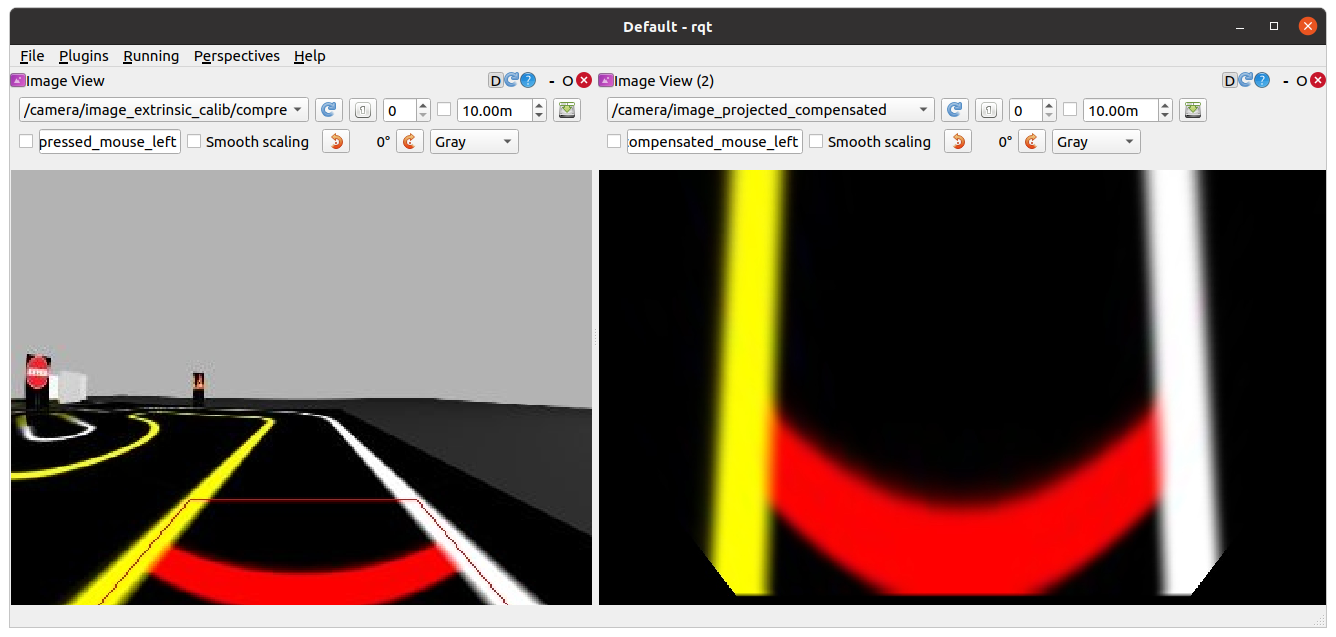 Default - rqt
File Plugins Running Perspectives Help
Image View D ? - O
/camera/image_extrinsic_calib/compre 0 10.00m
pressed_mouse_left Smooth scaling 0° Gray
Image View (2) D ? - O
/camera/image_projected_compensated 0 10.00m
ompensated_mouse_left Smooth scaling 0° Gray